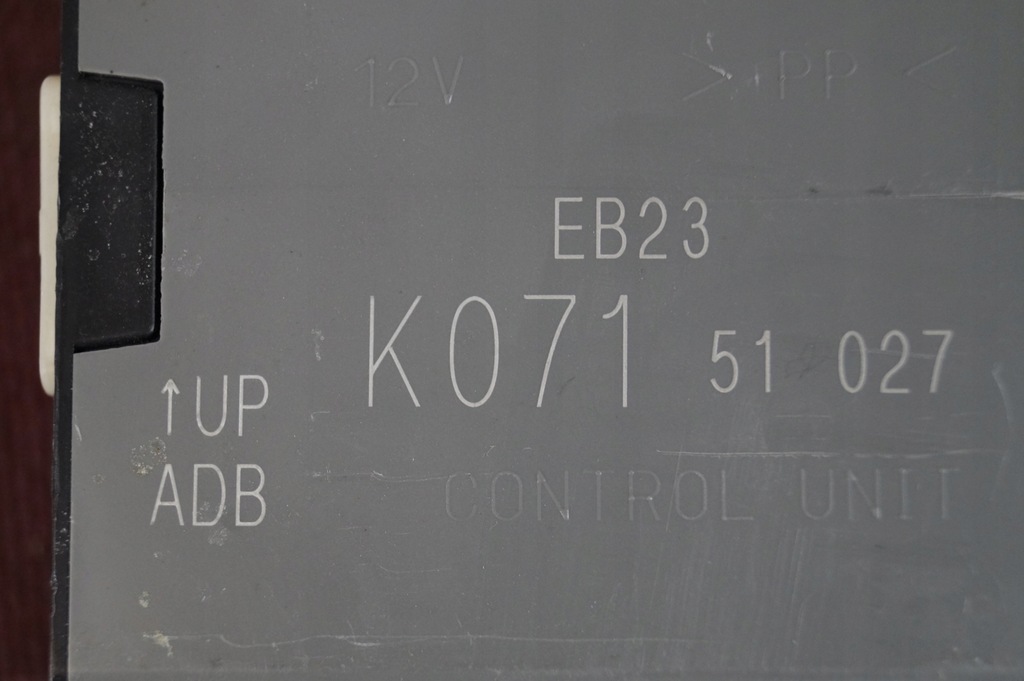 12V >PP<
EB23
K071 51 027
↑UP
ADB
CONTROL UNIT